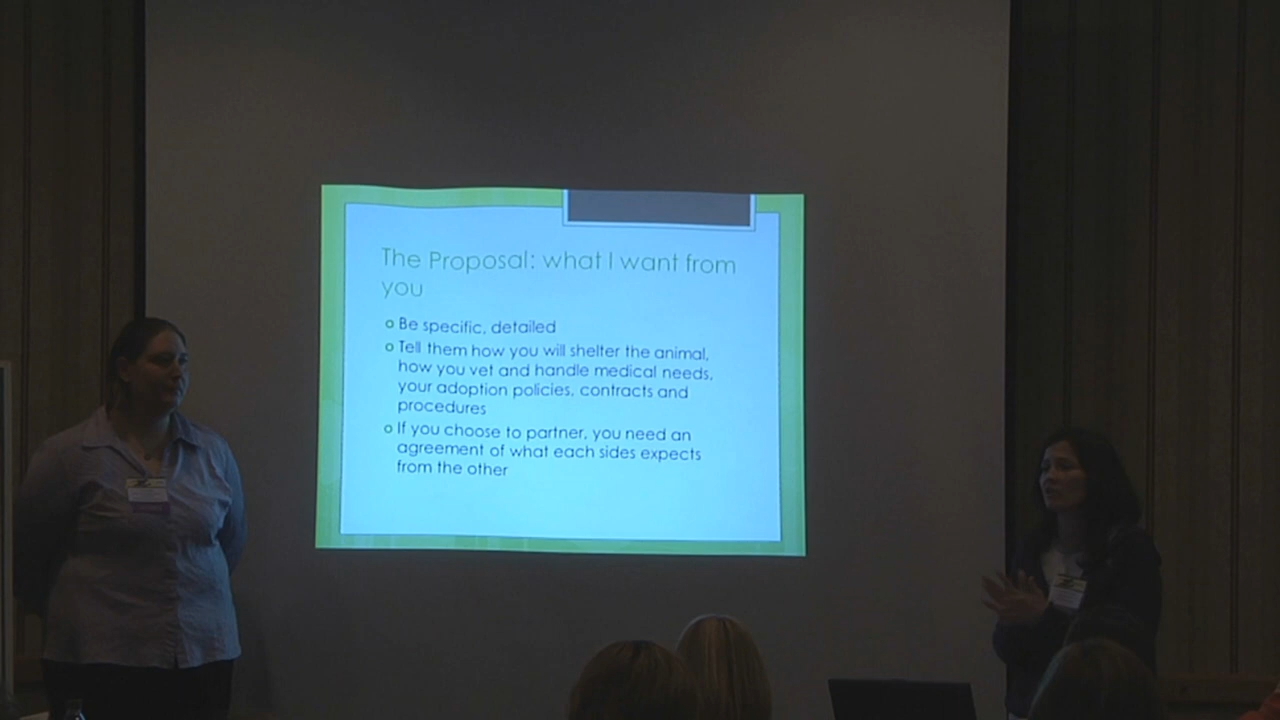 The Proposal: what I want from
you
o Be specific, detailed
o Tell them how you will shelter the animal,
how you vet and handle medical needs,
your adoption policies, contracts and
procedures
o If you choose to partner, you need an
agreement of what each sides expects
from the other